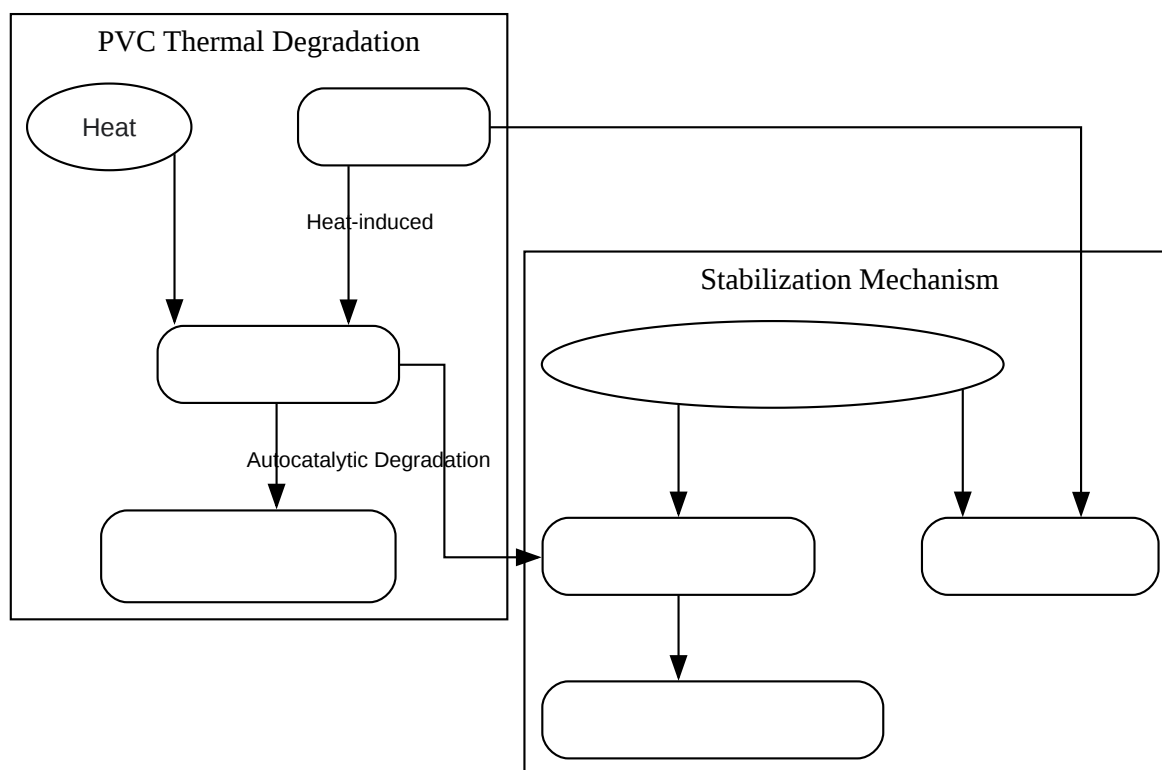 PVC Thermal Degradation
Heat
Heat-induced
Stabilization Mechanism
Autocatalytic Degradation